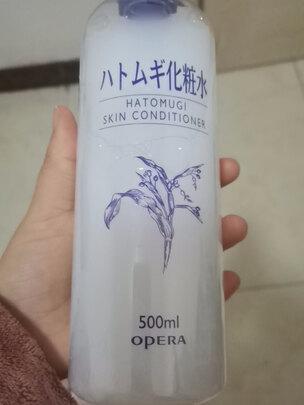 ハトムギ化粧水
HATOMUGI
SKIN CONDITIONER
500ml
OPERA